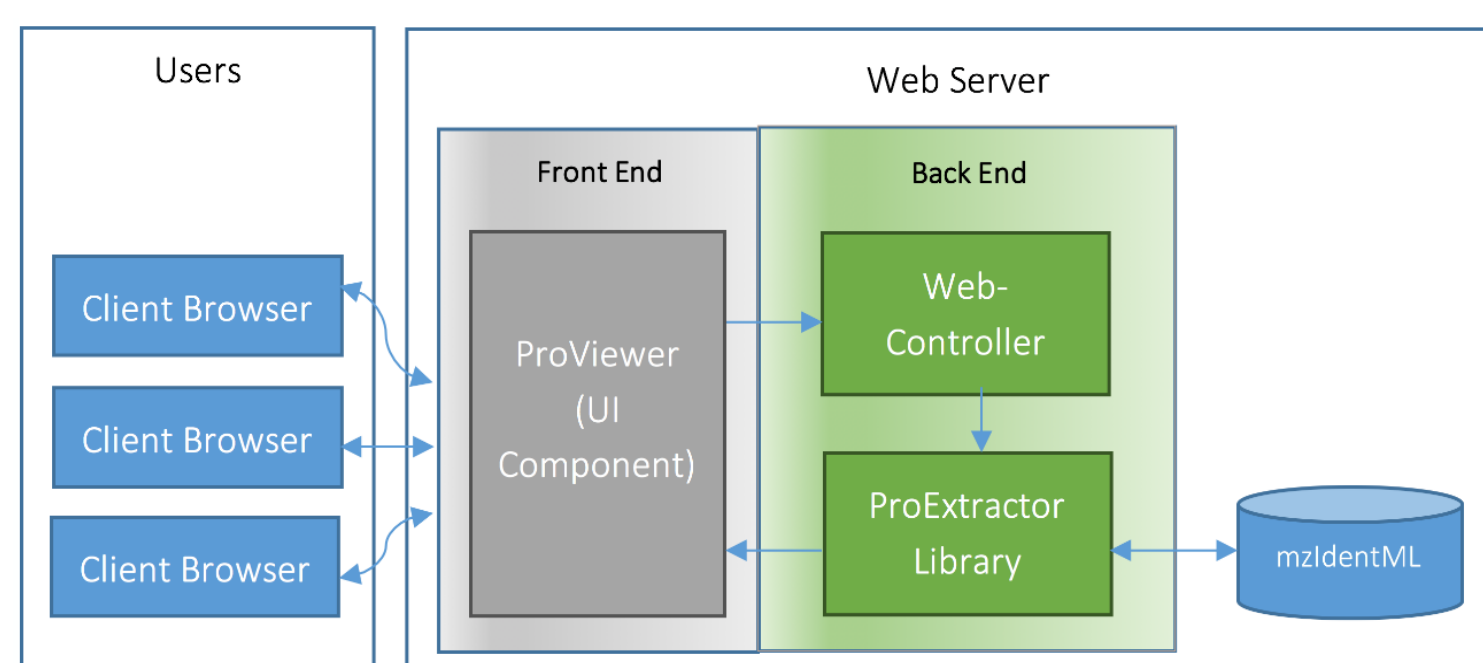 Users
Client Browser
Client Browser
Client Browser
Web Server
Front End
ProViewer
(UI
Component)
Back End
Web-
Controller
ProExtractor
Library
mzIdentML